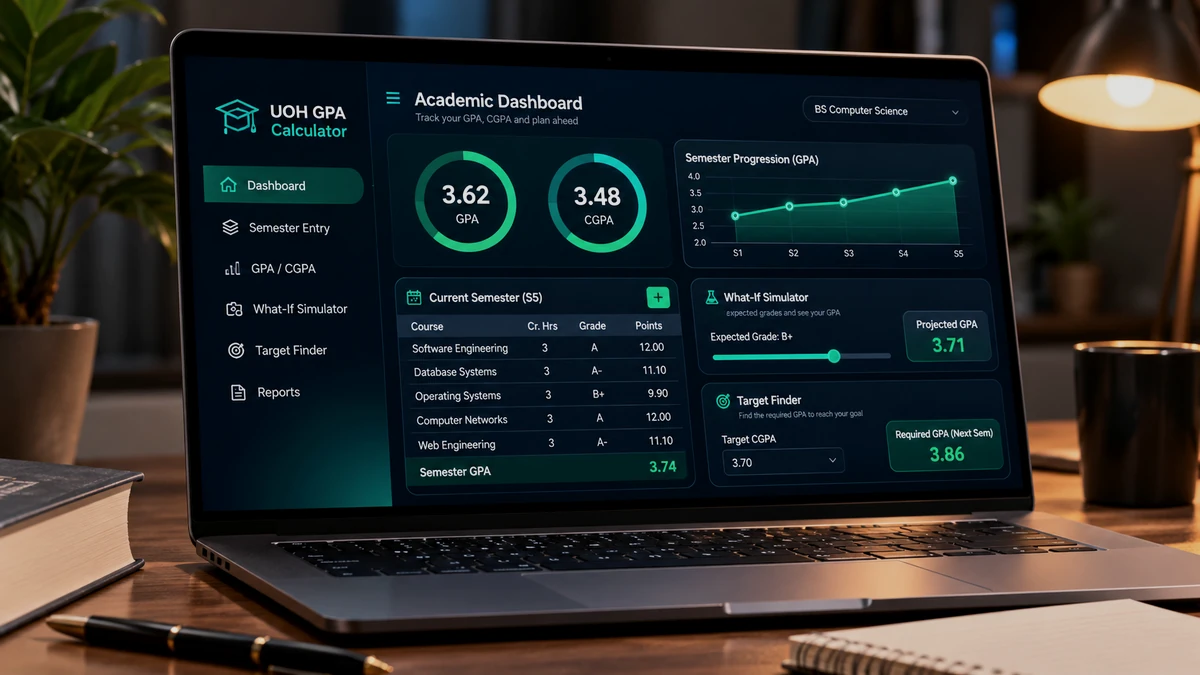 UOH GPA
Calculator
Dashboard
Semester Entry
GPA / CGPA
What-If Simulator
Target Finder
Reports
Academic Dashboard
Track your GPA, CGPA and plan ahead
BS Computer Science
3.62
GPA
3.48
CGPA
Semester Progression (GPA)
4.0
3.5
3.0
2.5
2.0
S1 S2 S3 S4 S5
Current Semester (S5)
+
Course Cr. Hrs Grade Points
Software Engineering 3 A 12.00
Database Systems 3 A- 11.10
Operating Systems 3 B+ 9.90
Computer Networks 3 A 12.00
Web Engineering 3 A- 11.10
Semester GPA 3.74
What-If Simulator
expected grades and see your GPA
Expected Grade: B+
Projected GPA
3.71
Target Finder
Find the required GPA to reach your goal
Target CGPA
3.70
Required GPA (Next Sem)
3.86